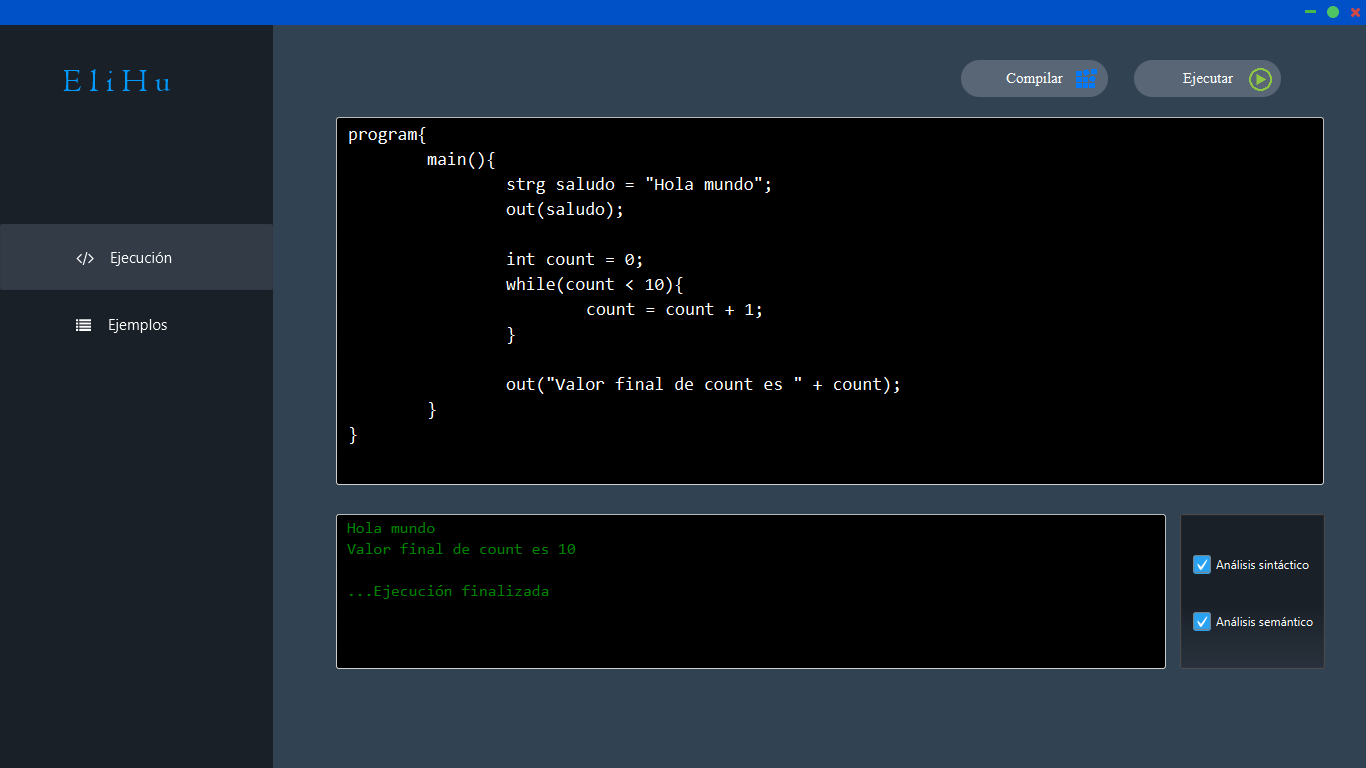 EliHu
Compilar
Ejecutar
Ejecución
Ejemplos
program{
main(){
strg saludo = "Hola mundo";
out(saludo);
int count = 0;
while(count < 10){
count = count + 1;
}
out("Valor final de count es " + count);
}
}
Hola mundo
Valor final de count es 10
...Ejecución finalizada
Análisis sintáctico
Análisis semántico